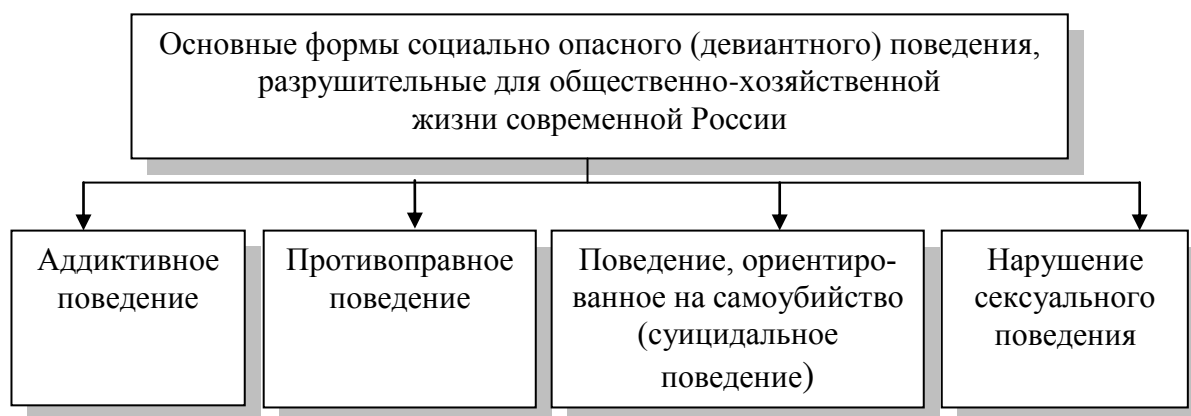 Основные формы социально опасного (девиантного) поведения,
разрушительные для общественно-хозяйственной
жизни современной России
Аддиктивное
поведение
Противоправное
поведение
Поведение, ориентиро-
ванное на самоубийство
(суицидальное
поведение)
Нарушение
сексуального
поведения